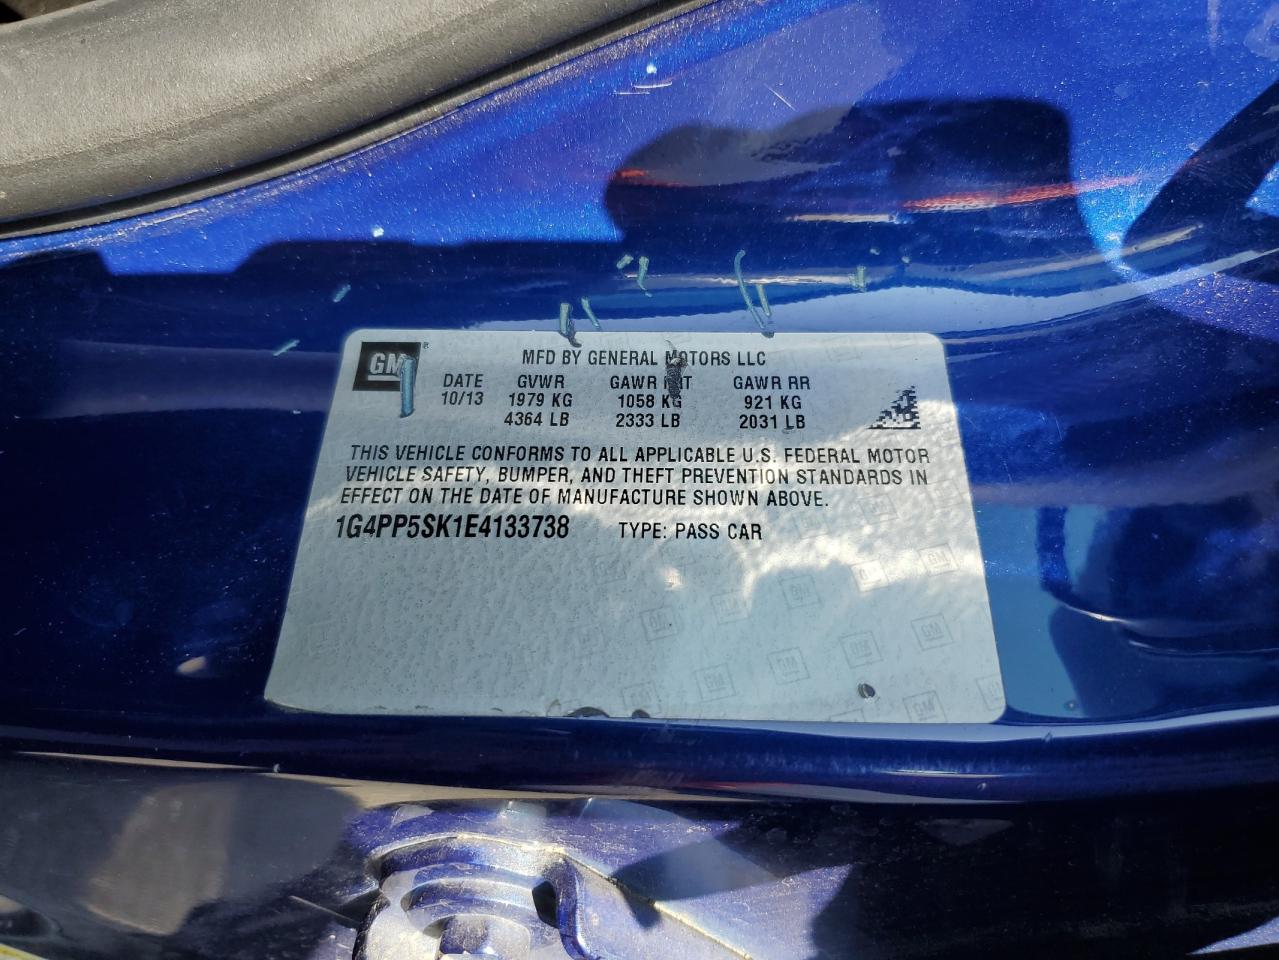 GM®
MFD BY GENERAL MOTORS LLC
DATE GVWR GAWR FRT GAWR RR
10/13 1979 KG 1058 KG 921 KG
4364 LB 2333 LB 2031 LB
THIS VEHICLE CONFORMS TO ALL APPLICABLE U.S. FEDERAL MOTOR
VEHICLE SAFETY, BUMPER, AND THEFT PREVENTION STANDARDS IN
EFFECT ON THE DATE OF MANUFACTURE SHOWN ABOVE.
1G4PP5SK1E4133738 TYPE: PASS CAR